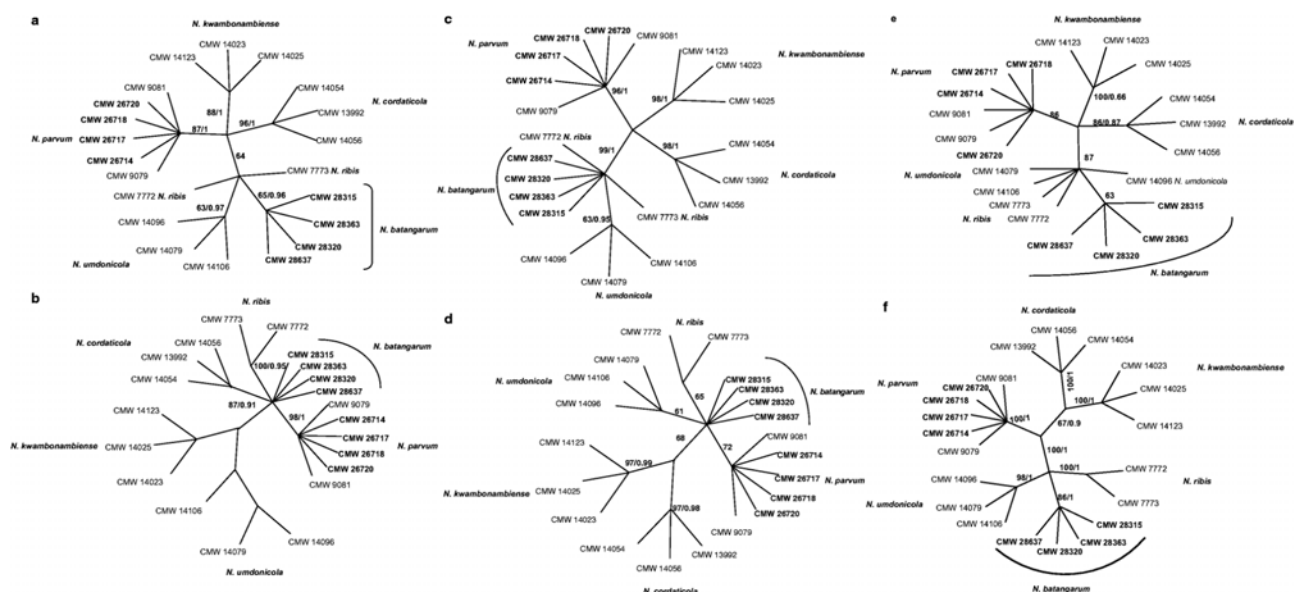 a
N. kwambonambiense
CMW 14023
CMW 14123
CMW 14025
CMW 9081
CMW 14054
CMW 26720
N. cordaticola
CMW 13992
CMW 26718
88/1
96/1
87/1
N. parvum
CMW 26717
CMW 14056
CMW 26714
64
CMW 9079
CMW 7773 N. ribis
CMW 7772 N. ribis
65/0.96
CMW 28315
63/0.97
CMW 14096
CMW 28363
N. batangarum
CMW 14079
CMW 28320
N. umdonicola
CMW 14106
CMW 28637
b
N. ribis
CMW 7773
CMW 7772
N. cordaticola
CMW 14056
N. batangarum
CMW 28315
CMW 13992
100/0.95/
CMW 28363
CMW 14054
CMW 28320
CMW 28637
87/0.91
CMW 9079
CMW 14123
98/1
CMW 26714
N. kwambonambiense
CMW 14025
CMW 26717
N. parvum
CMW 26718
CMW 14023
CMW 26720
CMW 9081
CMW 14106
CMW 14079
CMW 14096
N. umdonicola
c
CMW 26720
CMW 26718
CMW 9081
N. parvum
CMW 14123
N. kwambonambiense
CMW 26717
CMW 14023
CMW 26714
96/1
98/1
CMW 9079
CMW 14025
CMW 7772 N. ribis
99/1
98/1
CMW 14054
CMW 28637
N. cordaticola
CMW 28320
CMW 13992
N. batangarum
CMW 28363
CMW 14056
CMW 28315
63/0.95
CMW 7773 N. ribis
CMW 14096
CMW 14106
CMW 14079
N. umdonicola
d
N. ribis
CMW 7772
CMW 7773
CMW 14079
N. umdonicola
CMW 14106
CMW 28315
CMW 28363
N. batangarum
65
CMW 14096
61
CMW 28320
CMW 28637
CMW 14123
68
72
CMW 9081
CMW 26714
97/0.99
N. kwambonambiense
CMW 14025
CMW 26717
N. parvum
CMW 26718
CMW 14023
97/0.98
CMW 26720
CMW 9079
CMW 14054
CMW 13992
CMW 14056
N. cordaticola
e
N. kwambonambiense
CMW 14123
CMW 14023
CMW 26718
N. parvum
CMW 26717
CMW 14025
CMW 26714
100/0.66
CMW 14054
CMW 9081
86
86/0.87
CMW 13992
N. cordaticola
CMW 9079
CMW 14056
CMW 26720
87
N. umdonicola
CMW 14079
CMW 14096 N. umdonicola
CMW 14106
CMW 7773
63
CMW 28315
N. ribis
CMW 7772
CMW 28637
CMW 28363
CMW 28320
N. batangarum
f
N. cordaticola
CMW 14056
CMW 14054
CMW 13992
CMW 14023
N. kwambonambiense
N. parvum
CMW 9081
100/1
CMW 26720
CMW 14025
CMW 26718
100/1
CMW 26717
100/1
CMW 14123
CMW 26714
67/0.9
CMW 9079
100/1
CMW 14096
98/1
100/1
CMW 7772
N. ribis
N. umdonicola
CMW 14079
86/1
CMW 7773
CMW 14106
CMW 28315
CMW 28637
CMW 28363
CMW 28320
N. batangarum